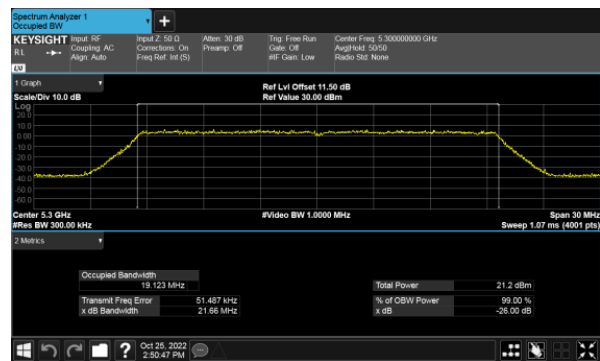 Spectrum Analyzer 1
Occupied BW
KEYSIGHT
RL
Input: RF
Coupling: AC
Align: Auto
Input Z: 50 Ω
Corrections: On
Freq Ref: Int (S)
Atten: 30 dB
Preamp: Off
Trig: Free Run
Gate: Off
#IF Gain: Low
Center Freq: 5.300000000 GHz
Avg|Hold: 50/50
Radio Std: None
1 Graph
Scale/Div 10.0 dB
Ref Lvl Offset 11.50 dB
Ref Value 30.00 dBm
Log
20.0
10.0
0.00
-10.0
-20.0
-30.0
-40.0
-50.0
-60.0
Center 5.3 GHz
#Video BW 1.0000 MHz
Span 30 MHz
#Res BW 300.00 kHz
Sweep 1.07 ms (4001 pts)
2 Metrics
Occupied Bandwidth
19.123 MHz
Total Power 21.2 dBm
Transmit Freq Error 51.487 kHz
% of OBW Power 99.00 %
x dB Bandwidth 21.66 MHz
x dB -26.00 dB
?
Oct 25, 2022
2:50:47 PM